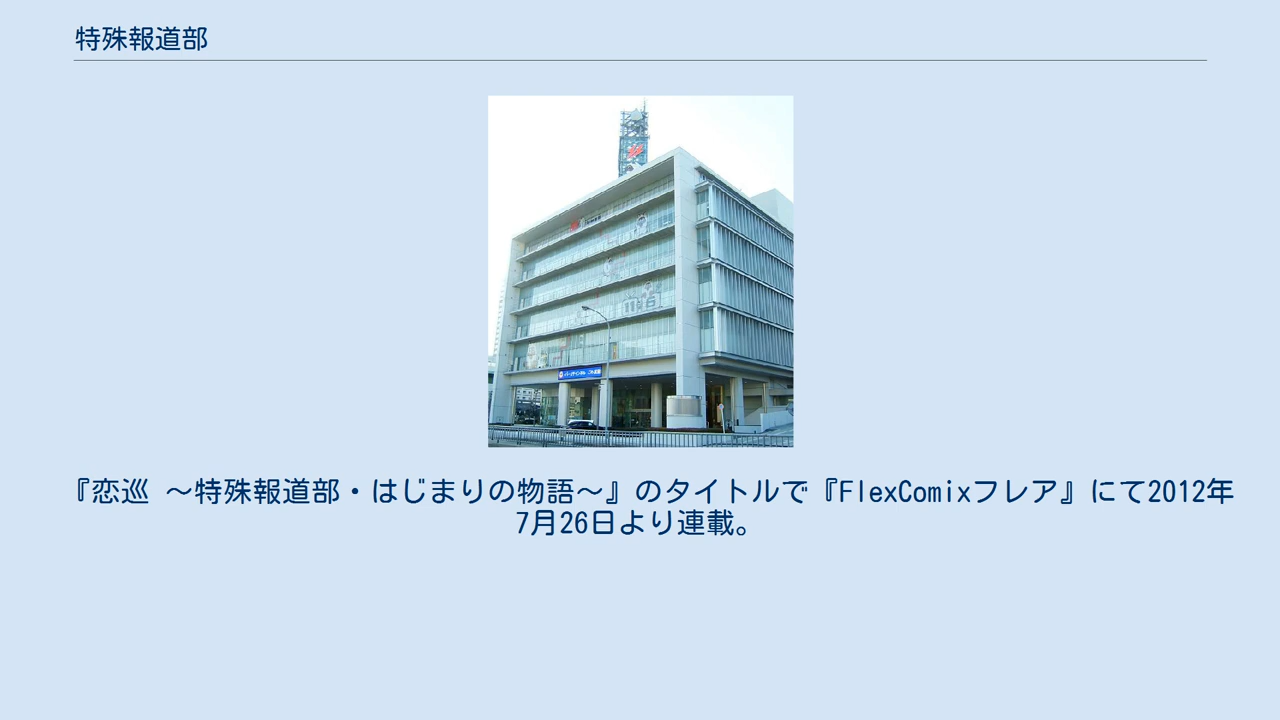 特殊報道部
『恋巡 ～特殊報道部・はじまりの物語～』のタイトルで『FlexComixフレア』にて2012年
7月26日より連載。